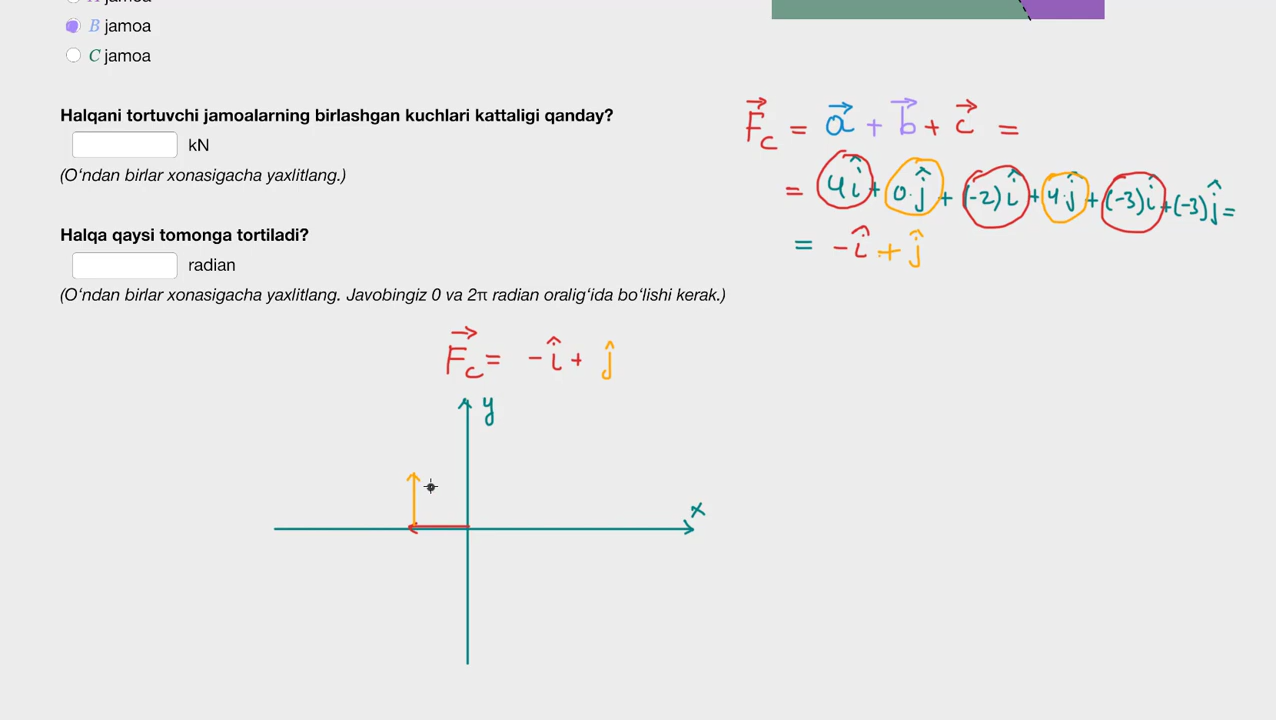 B jamoa
C jamoa
Halqani tortuvchi jamoalarning birlashgan kuchlari kattaligi qanday?
kN
(O‘ndan birlar xonasigacha yaxlitlang.)
Halqa qaysi tomonga tortiladi?
radian
(O‘ndan birlar xonasigacha yaxlitlang. Javobingiz 0 va 2π radian oralig‘ida bo‘lishi kerak.)
F⃗c = a⃗ + b⃗ + c⃗ =
= 4î + 0·ĵ + (-2)î + 4·ĵ + (-3)î + (-3)ĵ =
= -î + ĵ
F⃗c = -î + ĵ
y
x